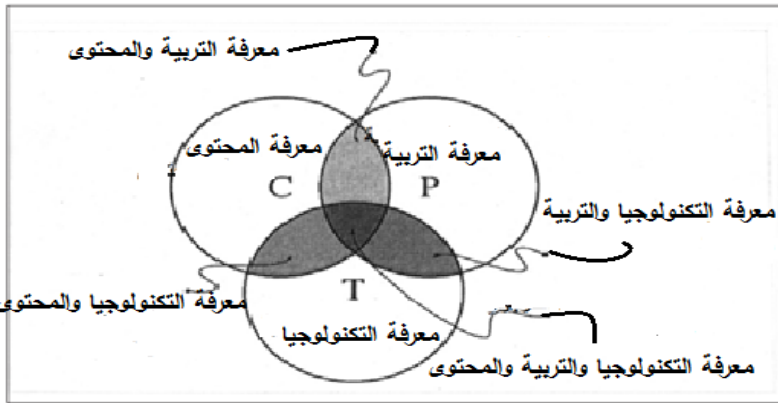 معرفة التربية والمحتوى
معرفة المحتوى
معرفة التربية
C
P
معرفة التكنولوجيا والتربية
T
معرفة التكنولوجيا والمحتوى
معرفة التكنولوجيا
معرفة التكنولوجيا والتربية والمحتوى